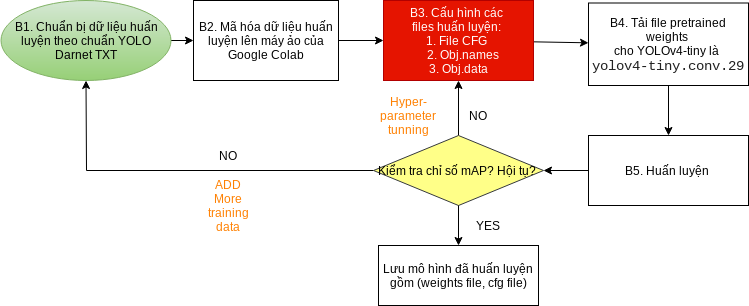 B1. Chuẩn bị dữ liệu huấn
luyện theo chuẩn YOLO
Darnet TXT
B2. Mã hóa dữ liệu huấn
luyện lên máy ảo của
Google Colab
B3. Cấu hình các
files huấn luyện:
1. File CFG
2. Obj.names
3. Obj.data
B4. Tải file pretrained
weights
cho YOLOv4-tiny là
yolov4-tiny.conv.29
Hyper-
parameter
tunning
NO
NO
Kiểm tra chỉ số mAP? Hội tụ?
B5. Huấn luyện
ADD
More
training
data
YES
Lưu mô hình đã huấn luyện
gồm (weights file, cfg file)